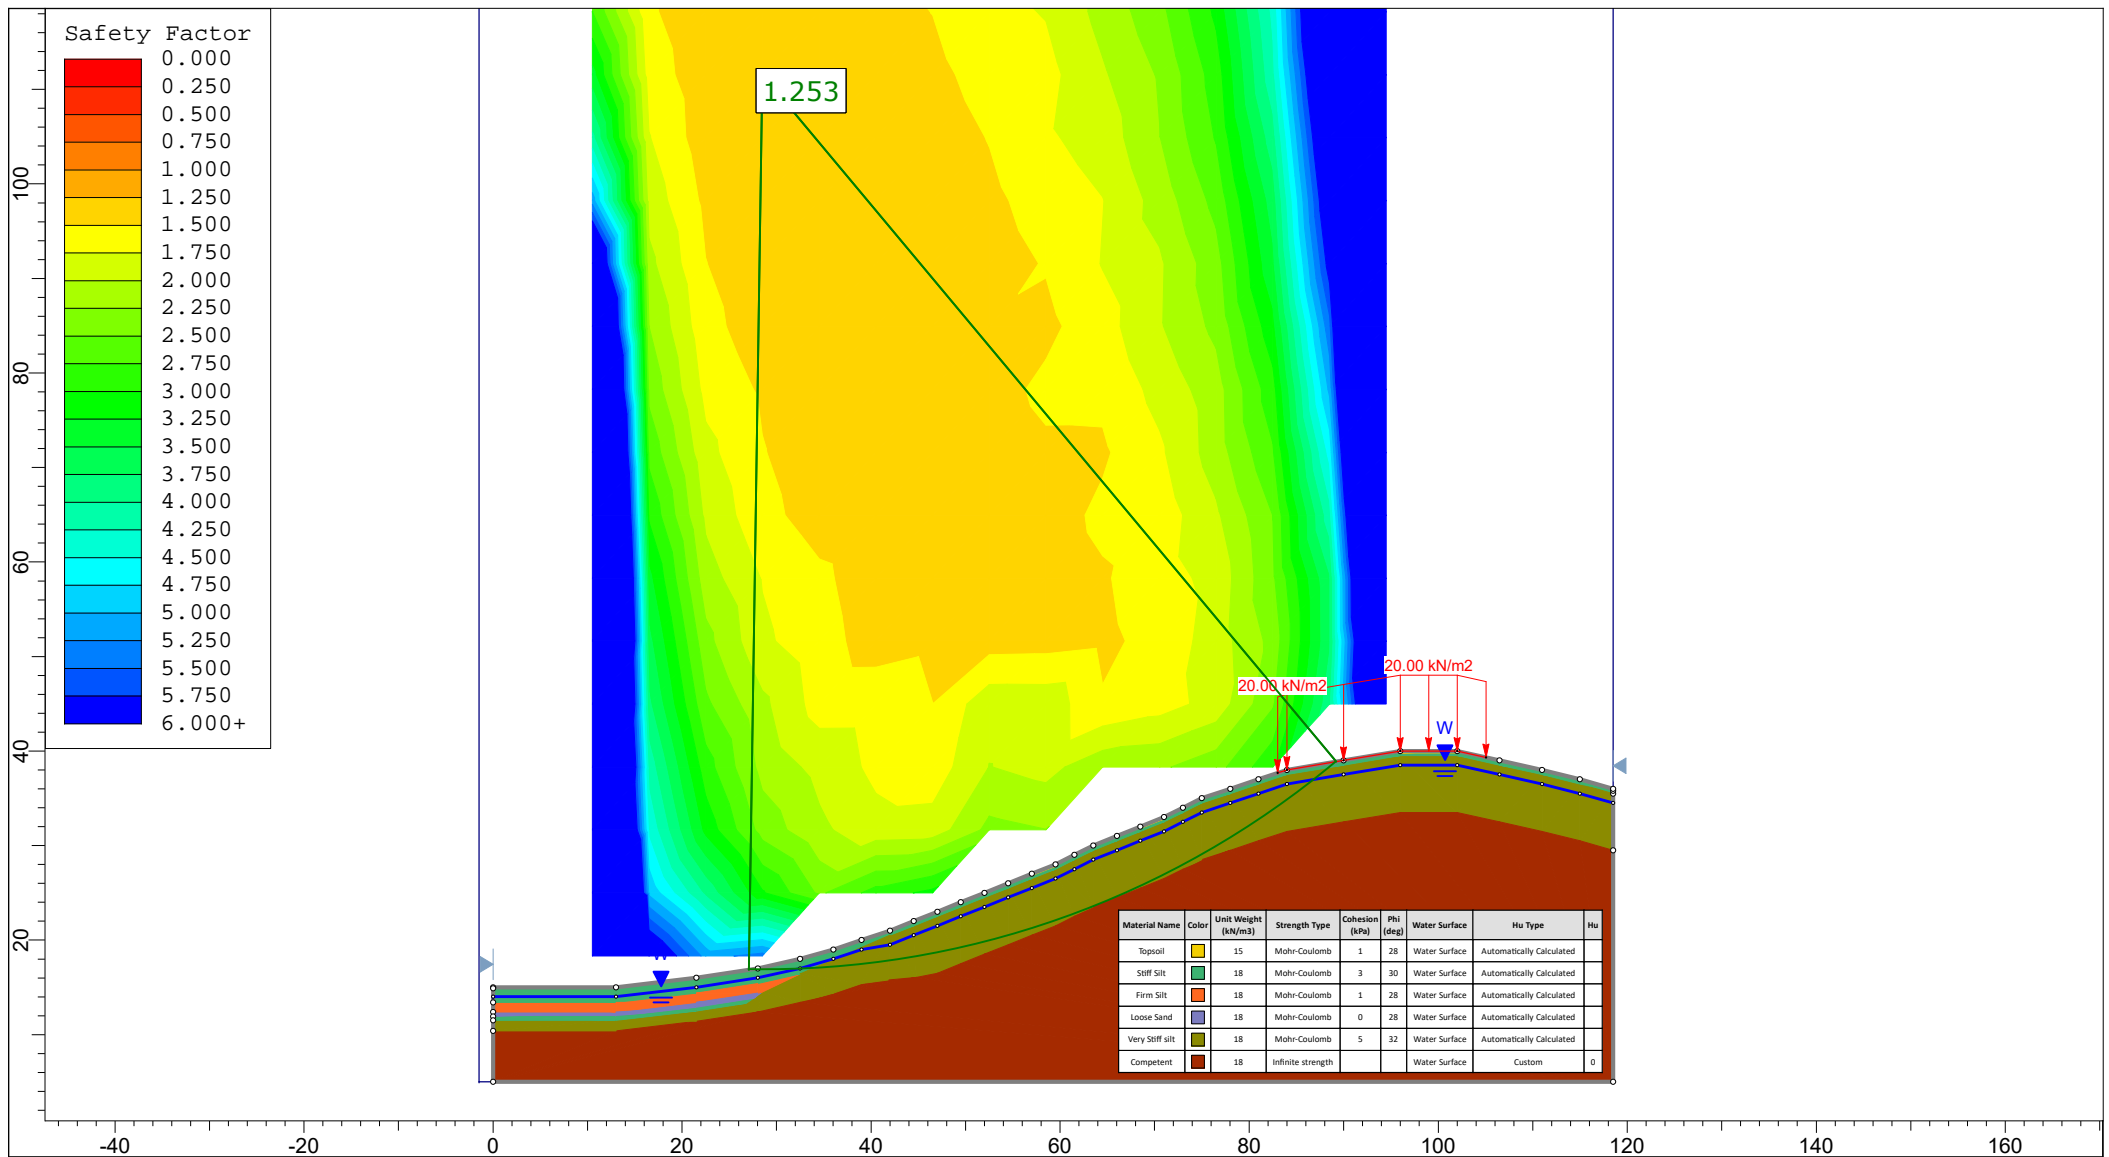 Safety Factor
0.000
0.250
0.500
0.750
1.000
1.250
1.500
1.750
2.000
2.250
2.500
2.750
3.000
3.250
3.500
3.750
4.000
4.250
4.500
4.750
5.000
5.250
5.500
5.750
6.000+
1.253
20.00 kN/m2
20.00 kN/m2
W
W
100
80
60
40
20
Material Name Color Unit Weight (kN/m3) Strength Type Cohesion (kPa) Phi (deg) Water Surface Hu Type Hu
Topsoil 15 Mohr-Coulomb 1 28 Water Surface Automatically Calculated
Stiff Silt 18 Mohr-Coulomb 3 30 Water Surface Automatically Calculated
Firm Silt 18 Mohr-Coulomb 1 28 Water Surface Automatically Calculated
Loose Sand 18 Mohr-Coulomb 0 28 Water Surface Automatically Calculated
Very Stiff silt 18 Mohr-Coulomb 5 32 Water Surface Automatically Calculated
Competent 18 Infinite strength Water Surface Custom 0
-40 -20 0 20 40 60 80 100 120 140 160